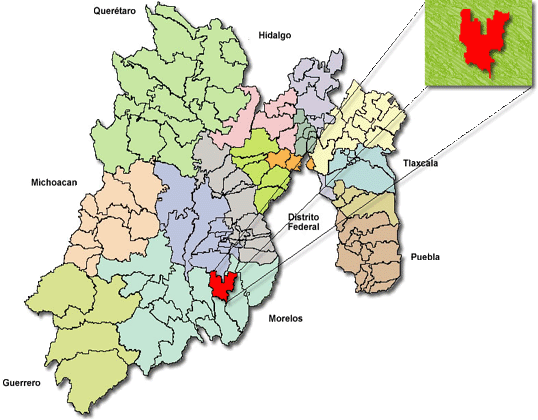 Querétaro
Hidalgo
Tlaxcala
Michoacan
Distrito
Federal
Puebla
Morelos
Guerrero